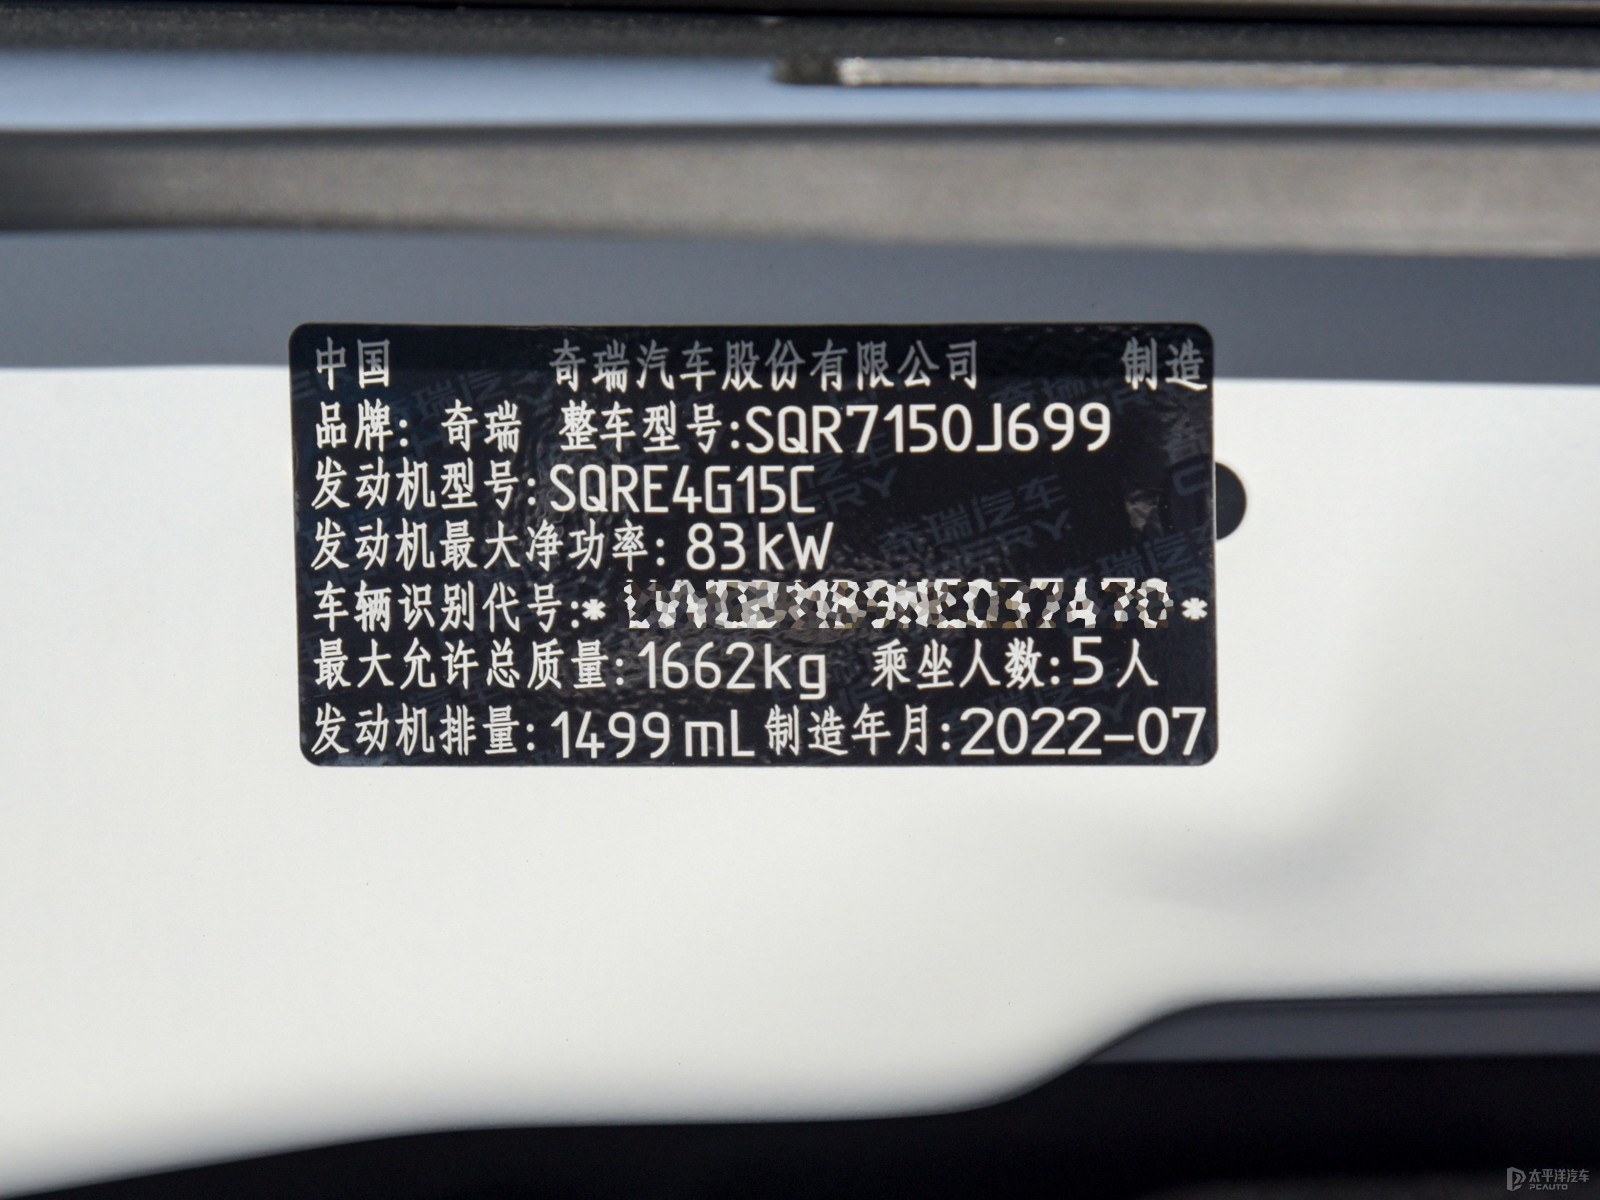 中国 奇瑞汽车股份有限公司 制造
品牌: 奇瑞 整车型号:SQR7150J699
发动机型号:SQRE4G15C
发动机最大净功率: 83kW
车辆识别代号:* *
最大允许总质量:1662kg 乘坐人数:5人
发动机排量:1499mL 制造年月:2022-07
太平洋汽车
PCAUTO